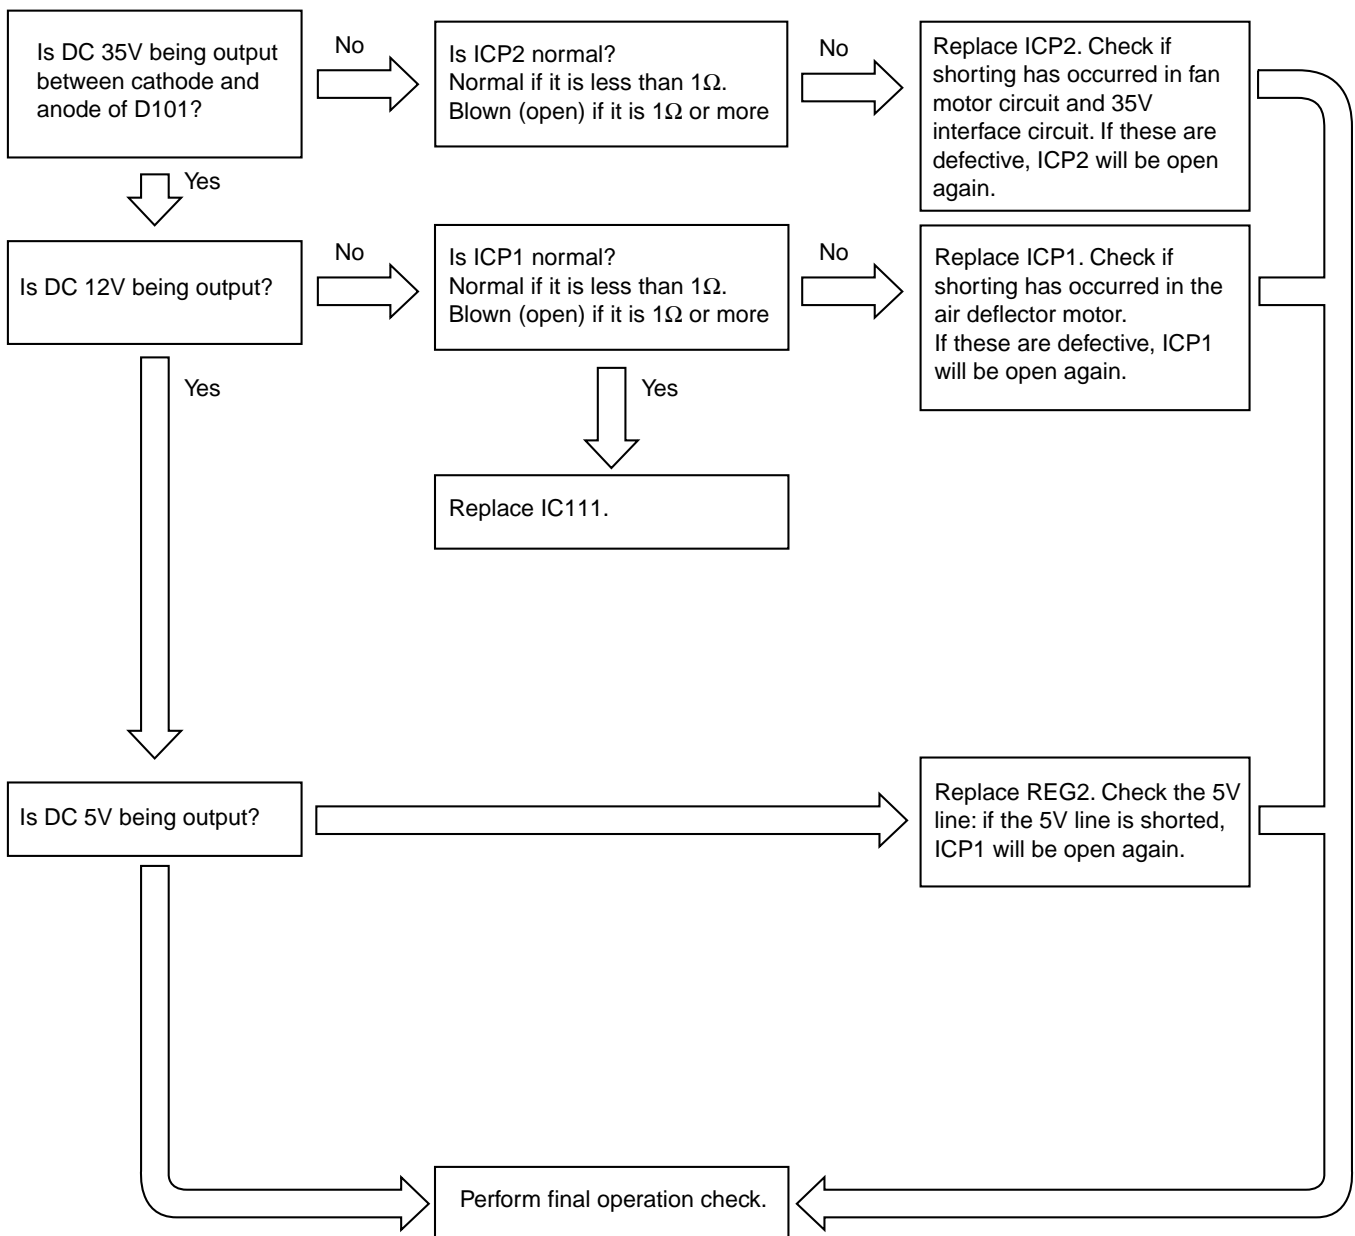 Is DC 35V being output
between cathode and
anode of D101?
No
Is ICP2 normal?
Normal if it is less than 1Ω.
Blown (open) if it is 1Ω or more
No
Replace ICP2. Check if
shorting has occurred in fan
motor circuit and 35V
interface circuit. If these are
defective, ICP2 will be open
again.
Yes
Is DC 12V being output?
No
Is ICP1 normal?
Normal if it is less than 1Ω.
Blown (open) if it is 1Ω or more
No
Replace ICP1. Check if
shorting has occurred in the
air deflector motor.
If these are defective, ICP1
will be open again.
Yes
Yes
Replace IC111.
Is DC 5V being output?
Replace REG2. Check the 5V
line: if the 5V line is shorted,
ICP1 will be open again.
Perform final operation check.